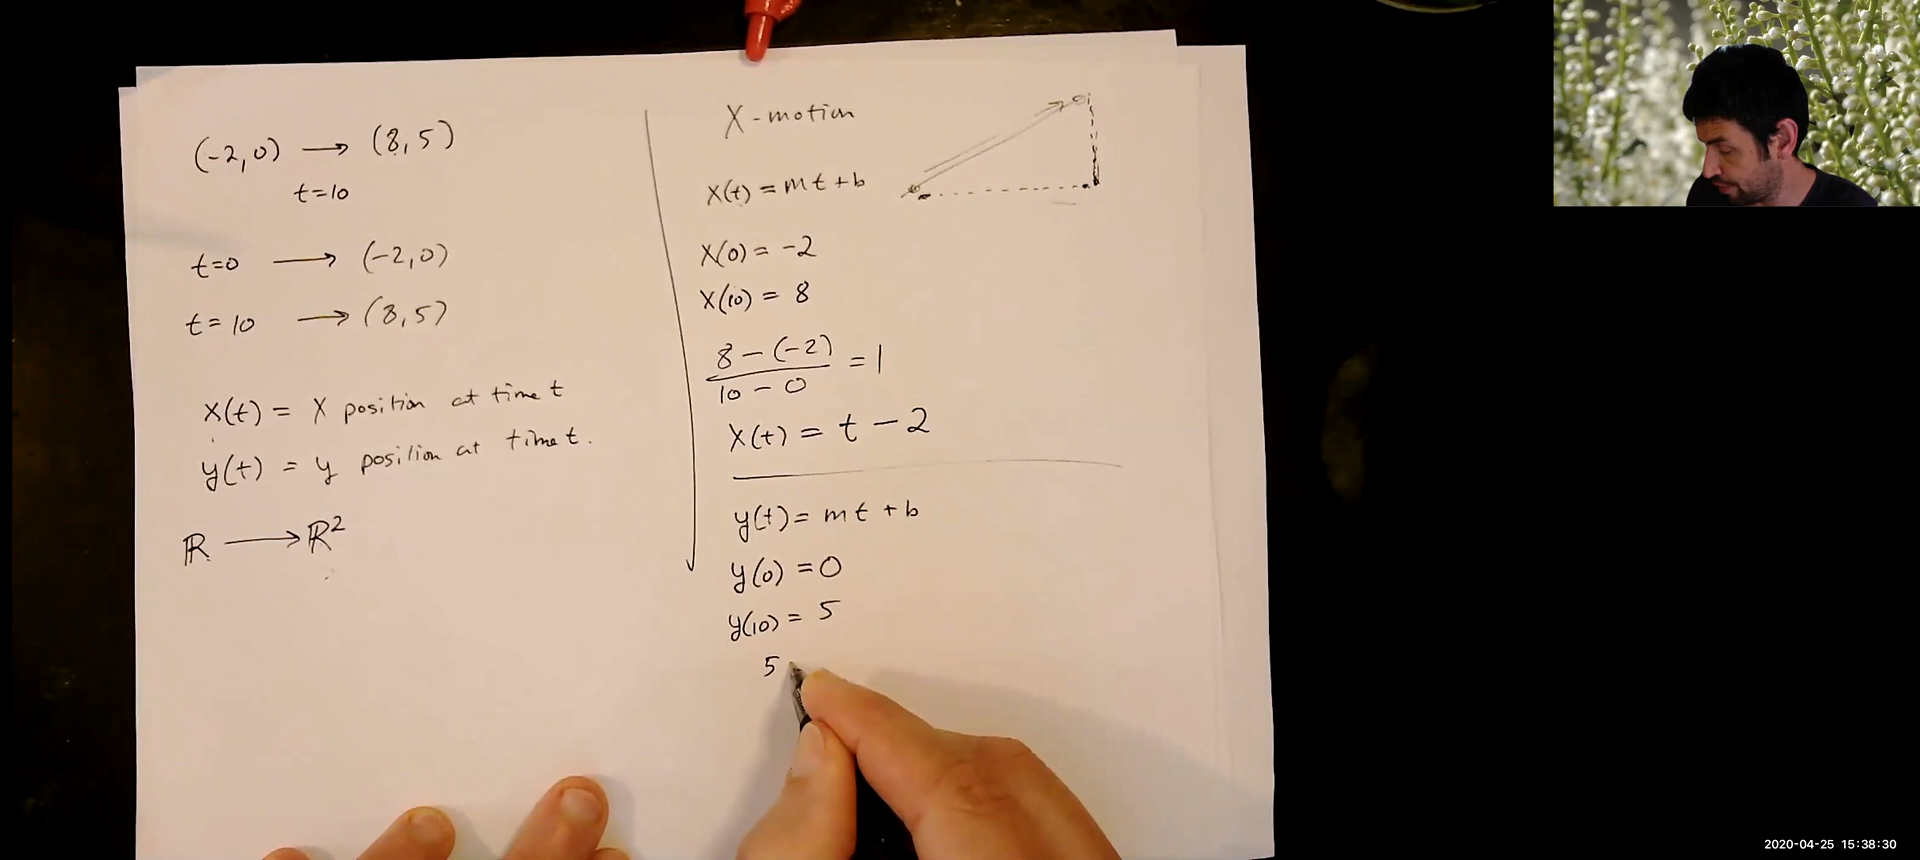 (-2,0) → (8,5)
t=10
t=0 → (-2,0)
t=10 → (8,5)
x(t) = x position at time t
y(t) = y position at time t.
ℝ → ℝ²
X-motion
x(t) = mt+b
x(0) = -2
x(10) = 8
8-(-2)
10-0
= 1
x(t) = t-2
y(t) = mt+b
y(0) = 0
y(10) = 5
5
2020-04-25 15:38:30